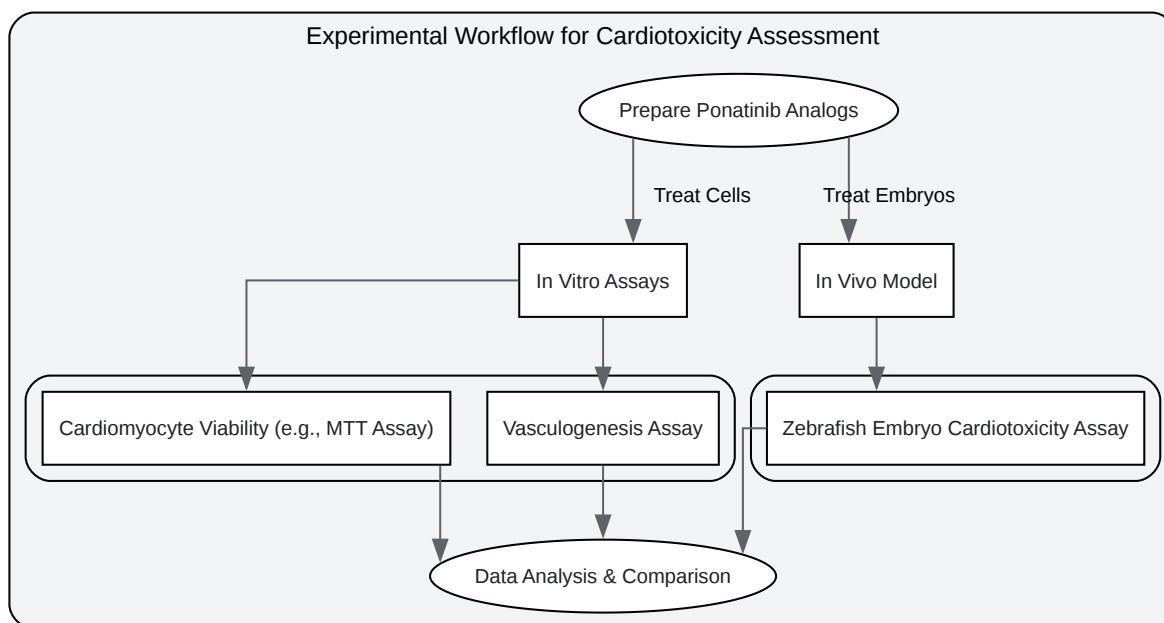 Experimental Workflow for Cardiotoxicity Assessment
Prepare Ponatinib Analogs
Treat Cells
Treat Embryos
In Vitro Assays
In Vivo Model
Cardiomyocyte Viability (e.g., MTT Assay)
Vasculogenesis Assay
Zebrafish Embryo Cardiotoxicity Assay
Data Analysis & Comparison